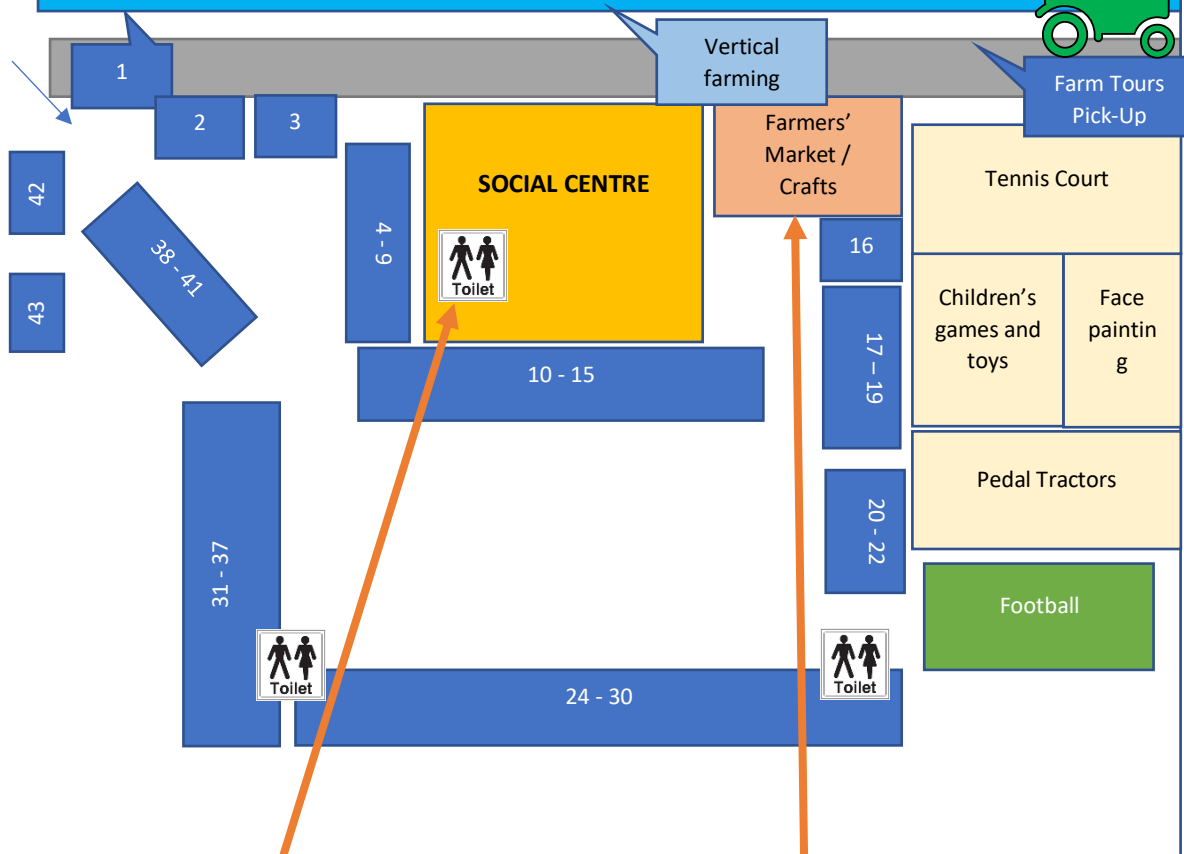 1
Vertical
farming
Farm Tours
Pick-Up
2
3
Farmers’
Market /
Crafts
SOCIAL CENTRE
Tennis Court
42
4 - 9
16
38 - 41
Toilet
43
Children’s
games and
toys
Face
paintin
g
17 – 19
10 - 15
Pedal Tractors
20 - 22
31 - 37
Football
Toilet
Toilet
24 - 30